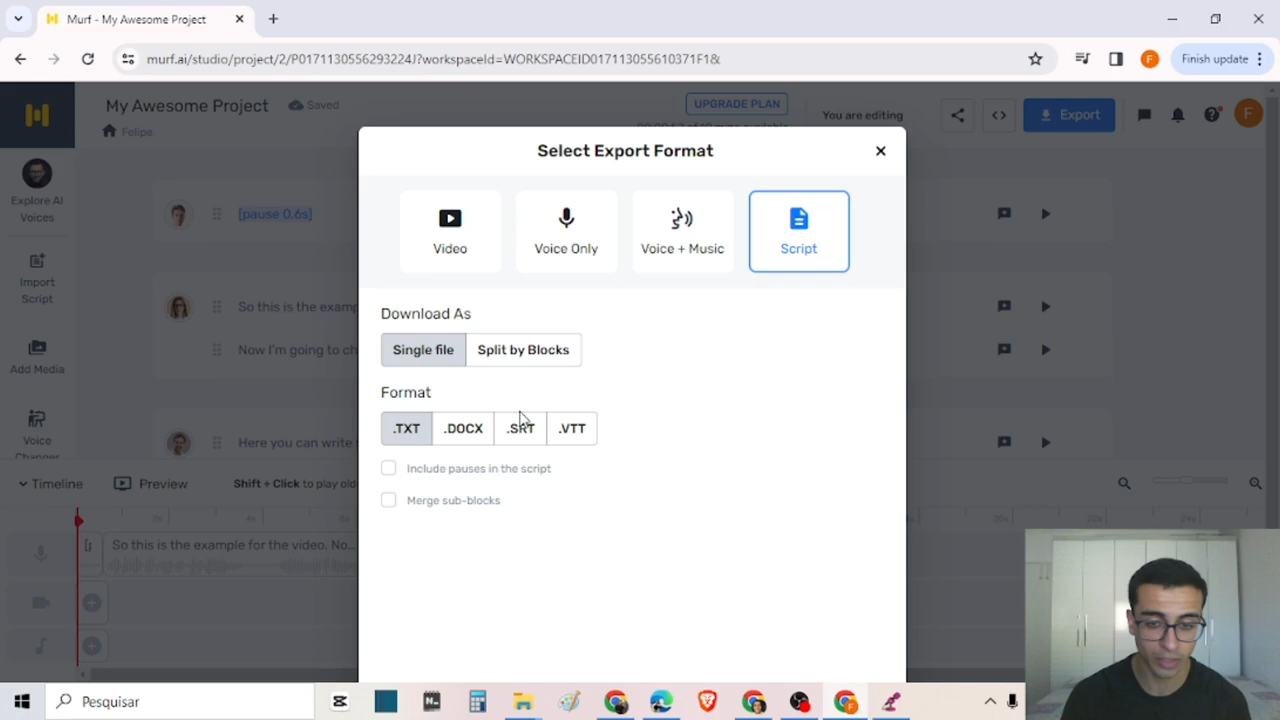 Murf - My Awesome Project
murf.ai/studio/project/2/P0171130556293224J?workspaceId=WORKSPACEID017113055610371F1&
Finish update
My Awesome Project
Saved
UPGRADE PLAN
You are editing
Export
F
Felipe
Select Export Format
Explore AI
Voices
[pause 0.6s]
Video
Voice Only
Voice + Music
Script
Import
Script
So this is the examp
Download As
Now I'm going to ch
Single file
Split by Blocks
Add Media
Format
Voice
Changer
Here you can write
.TXT
.DOCX
.SRT
.VTT
Include pauses in the script
Timeline
Preview
Shift + Click to play
Merge sub-blocks
So this is the example for the video. No...
Pesquisar